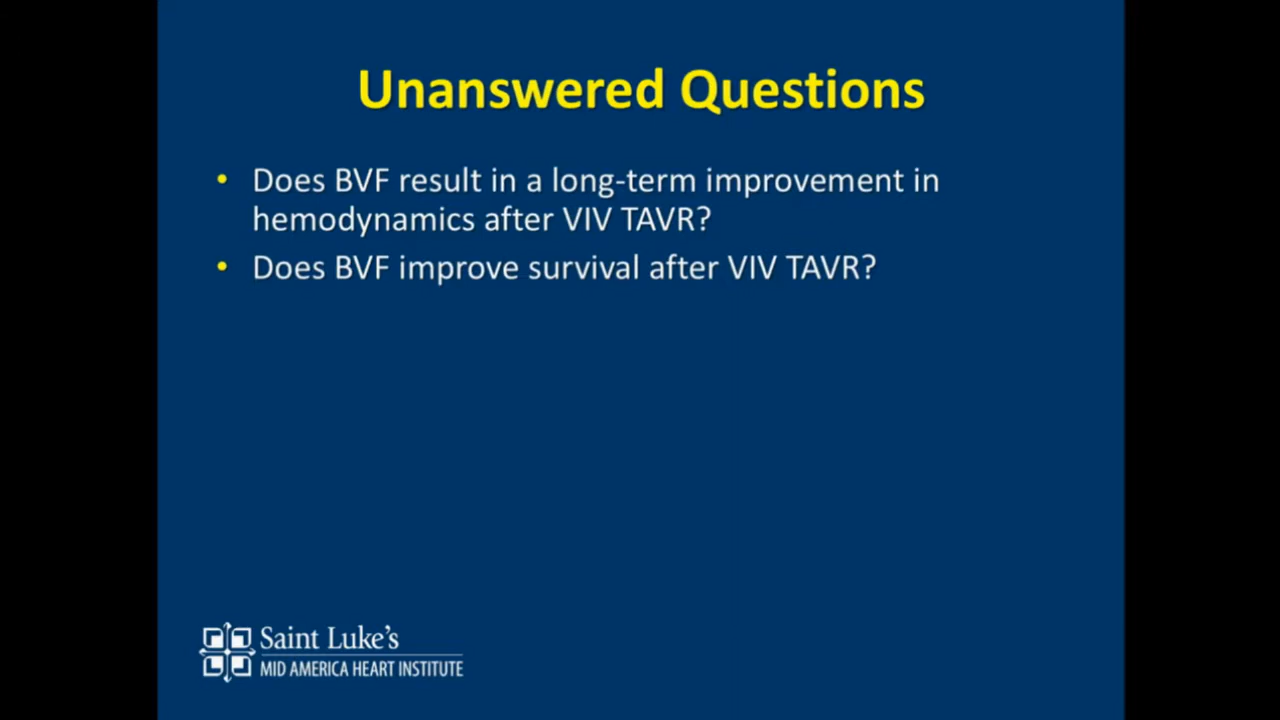 Unanswered Questions
• Does BVF result in a long-term improvement in
hemodynamics after VIV TAVR?
• Does BVF improve survival after VIV TAVR?
Saint Luke's
MID AMERICA HEART INSTITUTE